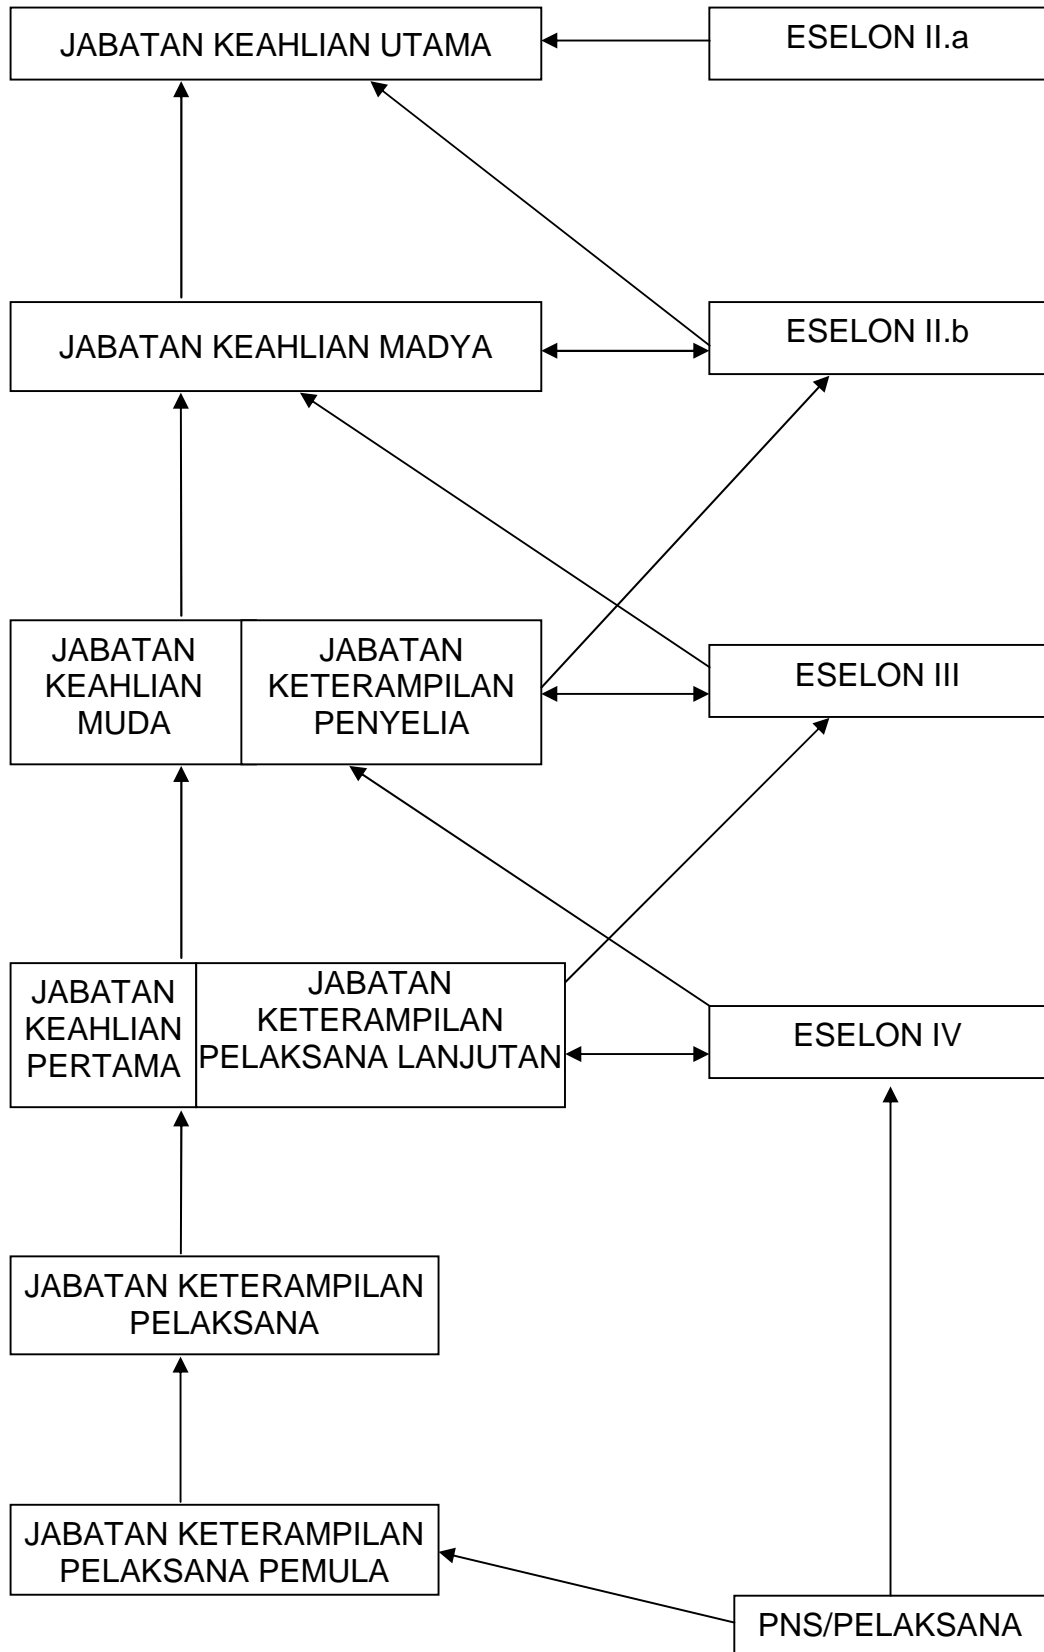 JABATAN KEAHLIAN UTAMA
ESELON II.a
JABATAN KEAHLIAN MADYA
ESELON II.b
JABATAN
KEAHLIAN
MUDA
JABATAN
KETERAMPILAN
PENYELIA
ESELON III
JABATAN
KEAHLIAN
PERTAMA
JABATAN
KETERAMPILAN
PELAKSANA LANJUTAN
ESELON IV
JABATAN KETERAMPILAN
PELAKSANA
JABATAN KETERAMPILAN
PELAKSANA PEMULA
PNS/PELAKSANA